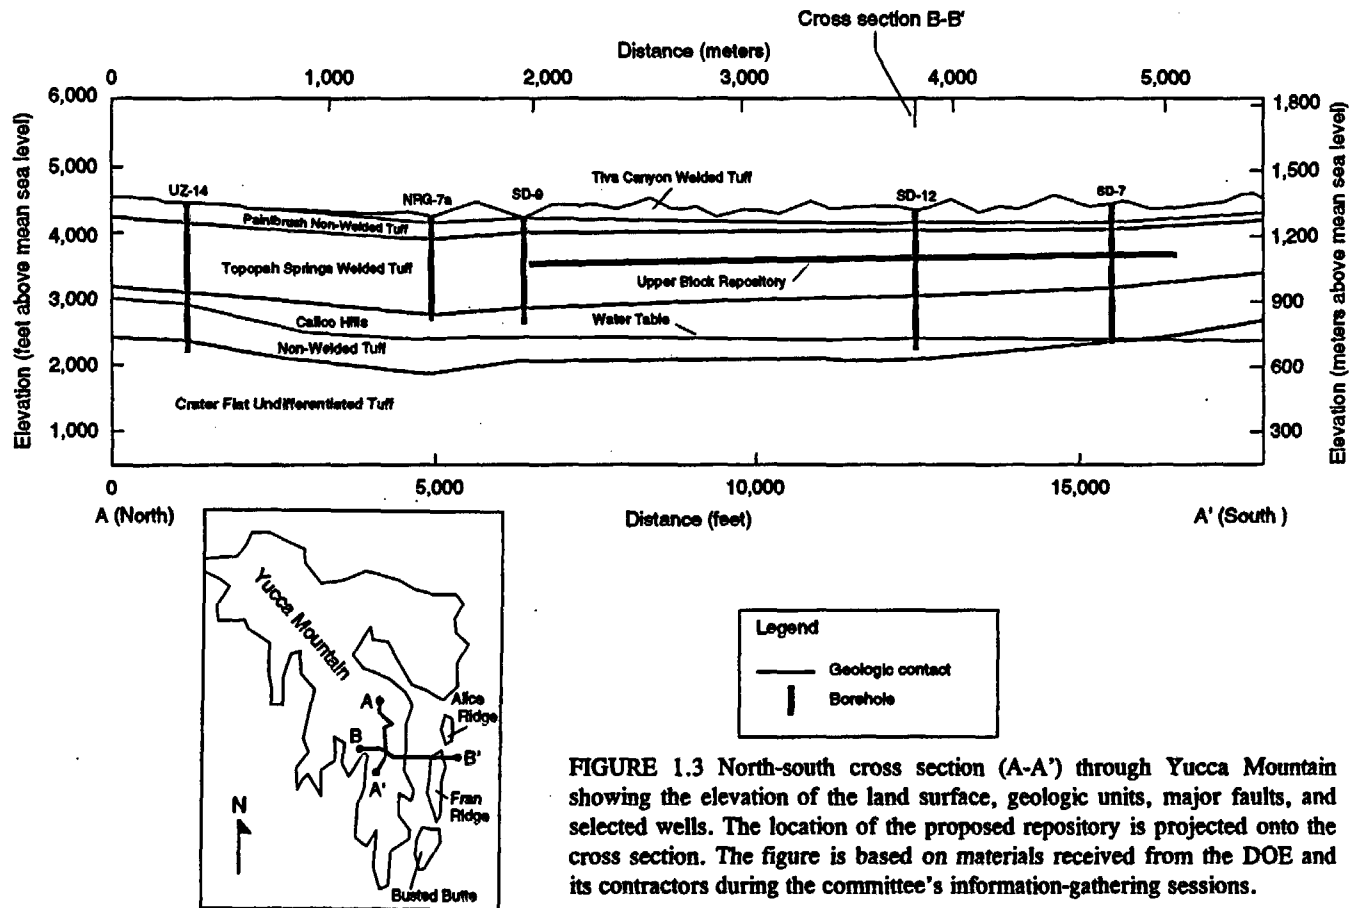 Cross section B-B'
Distance (meters)
0 1,000 2,000 3,000 4,000 5,000
6,000
5,000
4,000
3,000
2,000
1,000
Elevation (feet above mean sea level)
1,800
1,500
1,200
900
600
300
Elevation (meters above mean sea level)
UZ-14
NRG-7a
SD-9
Tiva Canyon Welded Tuff
SD-12
SD-7
Paintbrush Non-Welded Tuff
Topopah Springs Welded Tuff
Upper Block Repository
Calico Hills
Water Table
Non-Welded Tuff
Crater Flat Undifferentiated Tuff
0 5,000 10,000 15,000
A (North)
Distance (feet)
A' (South )
Yucca Mountain
A
Alice
Ridge
B
B'
A'
Fran
Ridge
N
Busted Butte
Legend
Geologic contact
Borehole
FIGURE 1.3 North-south cross section (A-A') through Yucca Mountain
showing the elevation of the land surface, geologic units, major faults, and
selected wells. The location of the proposed repository is projected onto the
cross section. The figure is based on materials received from the DOE and
its contractors during the committee's information-gathering sessions.